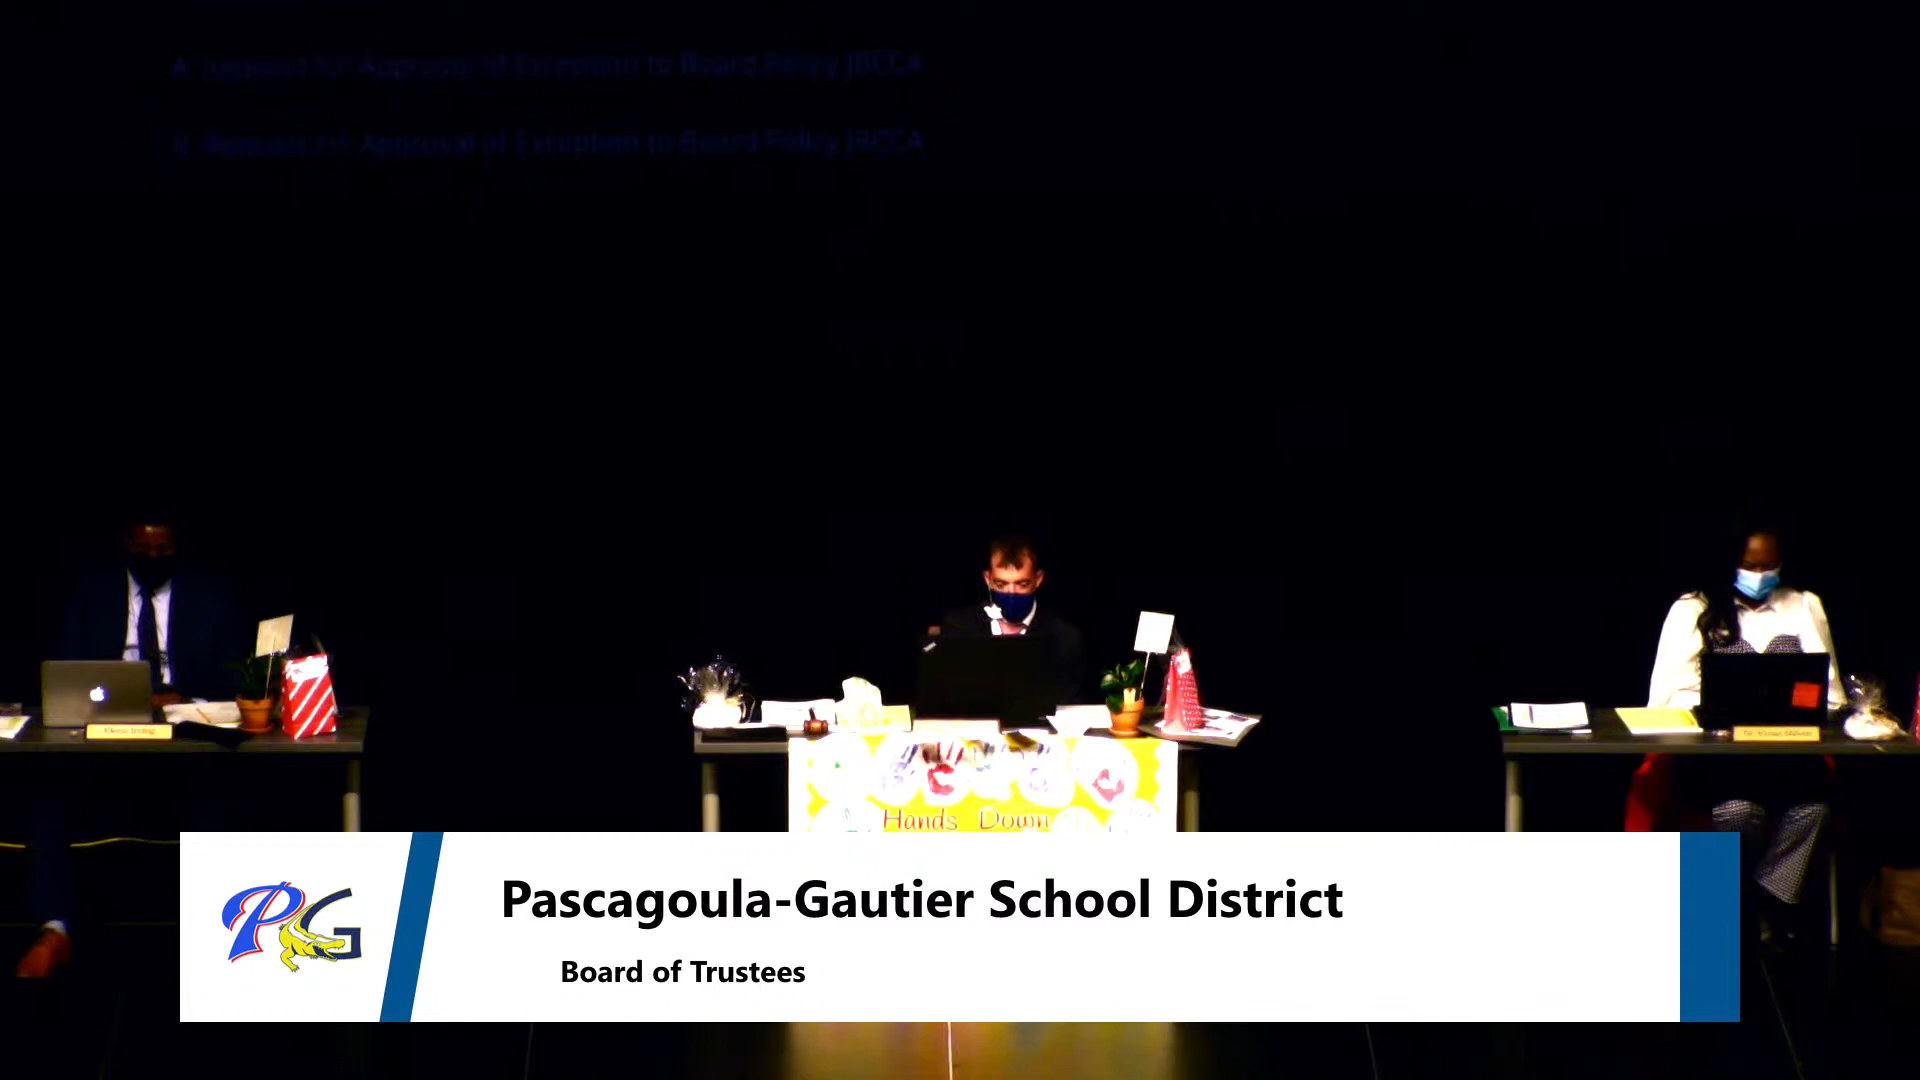 A. Request for Approval of Exception to Board Policy JBCCA
B. Request for Approval of Exception to Board Policy JBCCA
Hands Down
PG
Pascagoula-Gautier School District
Board of Trustees